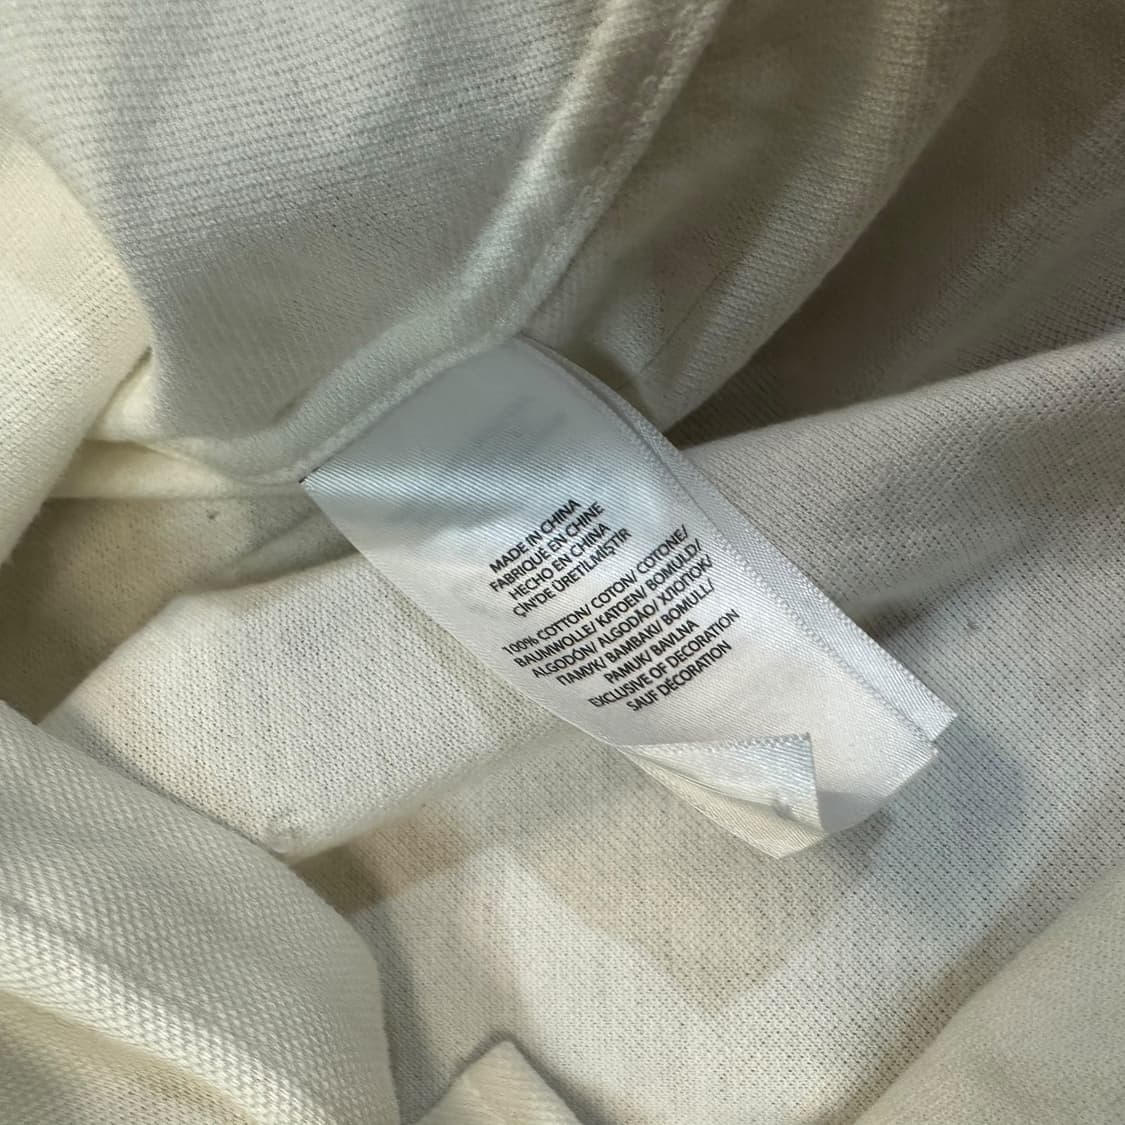 MADE IN CHINA
FABRIQUÉ EN CHINE
HECHO EN CHINA
ÇİN'DE ÜRETİLMİŞTİR
100% COTTON/ COTON/ COTONE/
BAUMWOLLE/ KATOEN/ BOMULD/
ALGODÓN/ ALGODÃO/ ХЛОПОК/
ΠΑΜVK/ BAMBAKI/ BOMULL/
PAMUK/ BAVLNA
EXCLUSIVE OF DECORATION
SAUF DÉCORATION